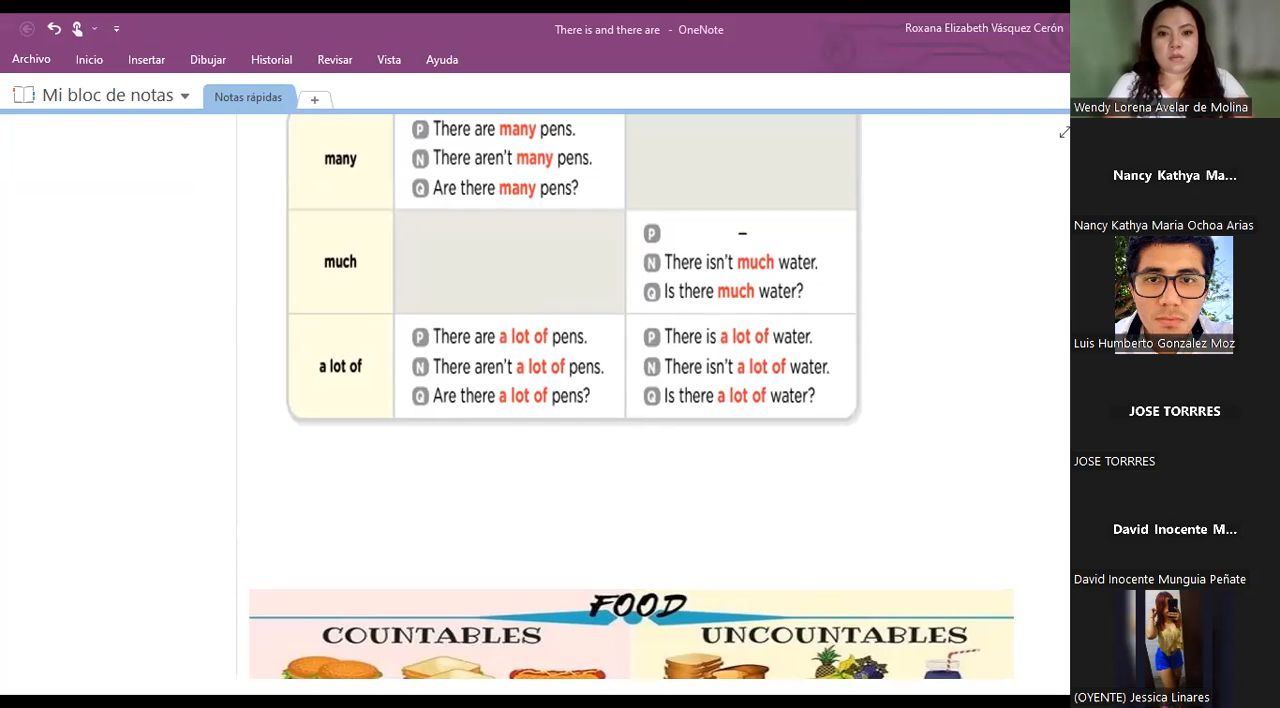 There is and there are - OneNote
Roxana Elizabeth Vásquez Cerón
Archivo Inicio Insertar Dibujar Historial Revisar Vista Ayuda
Mi bloc de notas
Notas rápidas
+
many
P There are many pens.
N There aren't many pens.
Q Are there many pens?
much
P –
N There isn't much water.
Q Is there much water?
a lot of
P There are a lot of pens.
N There aren't a lot of pens.
Q Are there a lot of pens?
P There is a lot of water.
N There isn't a lot of water.
Q Is there a lot of water?
FOOD
COUNTABLES
UNCOUNTABLES
Wendy Lorena Avelar de Molina
Nancy Kathya Ma...
Nancy Kathya Maria Ochoa Arias
Luis Humberto Gonzalez Moz
JOSE TORRRES
JOSE TORRRES
David Inocente M...
David Inocente Munguia Peñate
(OYENTE) Jessica Linares